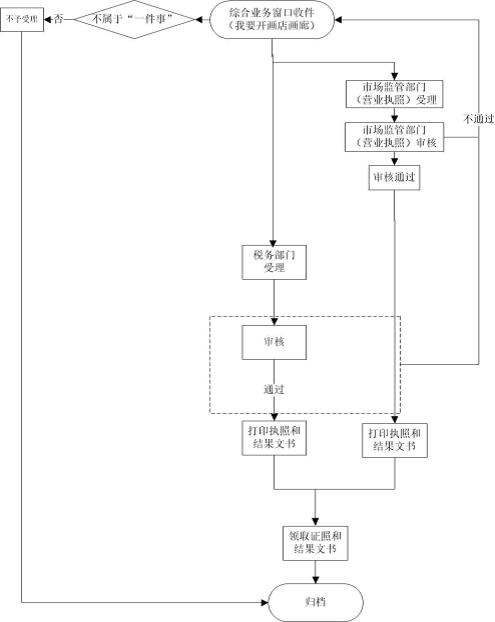 不予受理
否
不属于“一件事”
综合业务窗口收件
（我要开画店画廊）
市场监管部门
（营业执照）受理
市场监管部门
（营业执照）审核
不通过
审核通过
税务部门
受理
审核
通过
打印执照和
结果文书
打印执照和
结果文书
领取证照和
结果文书
归档